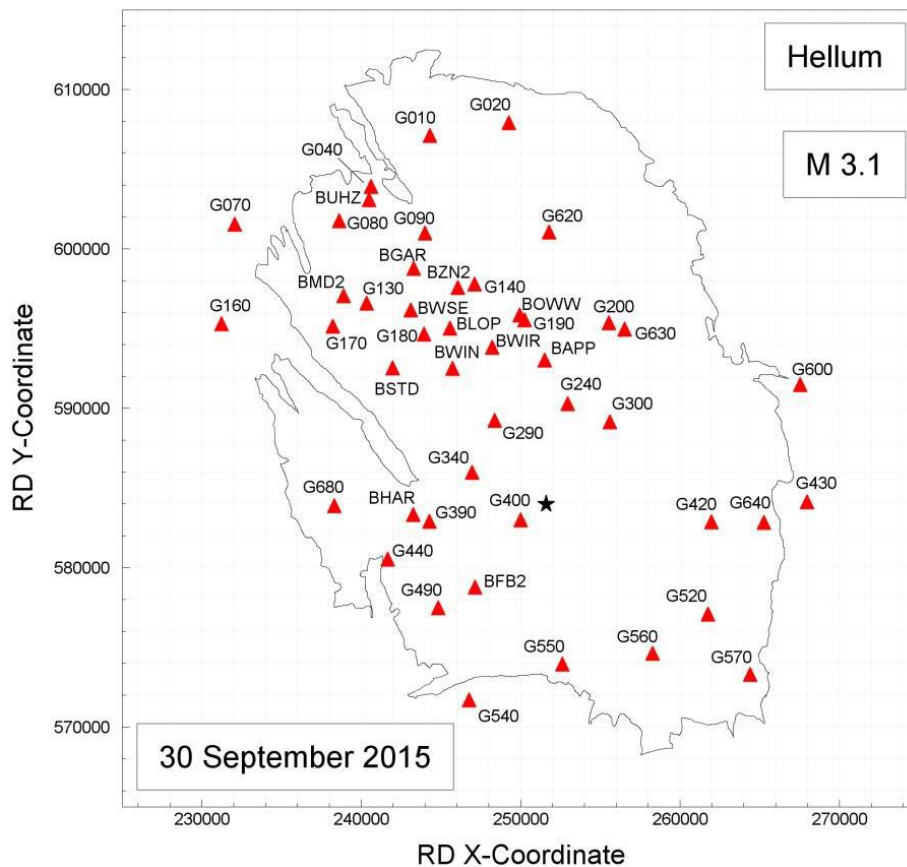 Hellum
M 3.1
610000
G020
G010
G040
BUHZ
G070
G080
G090
G620
600000
BGAR
BZN2
G140
BMD2
G130
BWSE
BOWW
G200
G160
BLOP
G190
G630
G170
G180
BWIR
BWIN
BAPP
G600
BSTD
G240
G300
590000
G290
G340
G680
BHAR
G390
G400
G420
G640
G430
G440
580000
G490
BFB2
G520
G550
G560
G570
G540
570000
30 September 2015
230000 240000 250000 260000 270000
RD X-Coordinate
RD Y-Coordinate